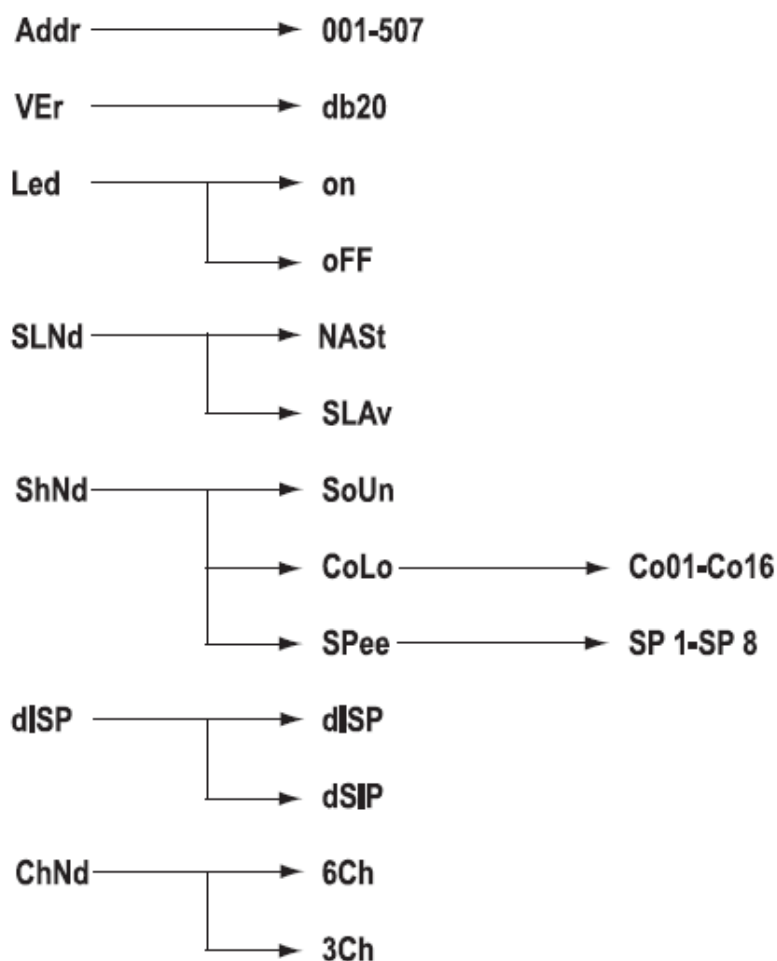 Addr 001-507
VEr db20
Led on
oFF
SLNd NASt
SLAv
ShNd SoUn
CoLo Co01-Co16
SPee SP 1-SP 8
dISP dISP
dSIP
ChNd 6Ch
3Ch